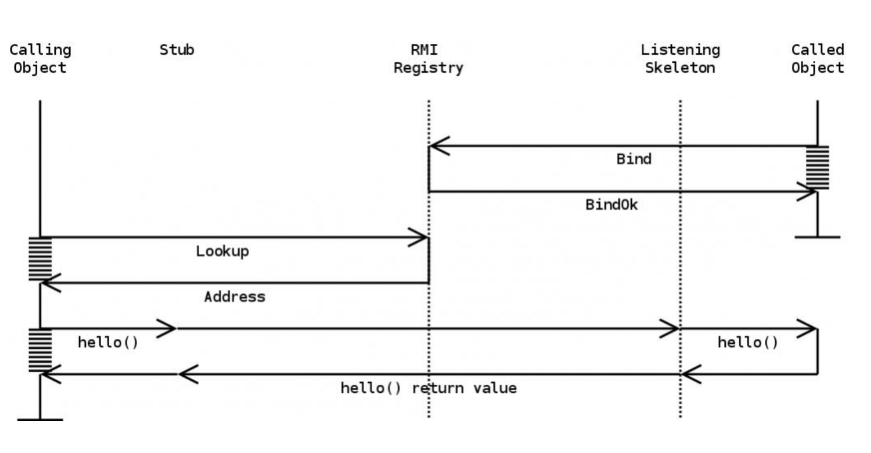 Calling Object
Stub
RMI Registry
Listening Skeleton
Called Object
Bind
BindOk
Lookup
Address
hello()
hello()
hello() return value